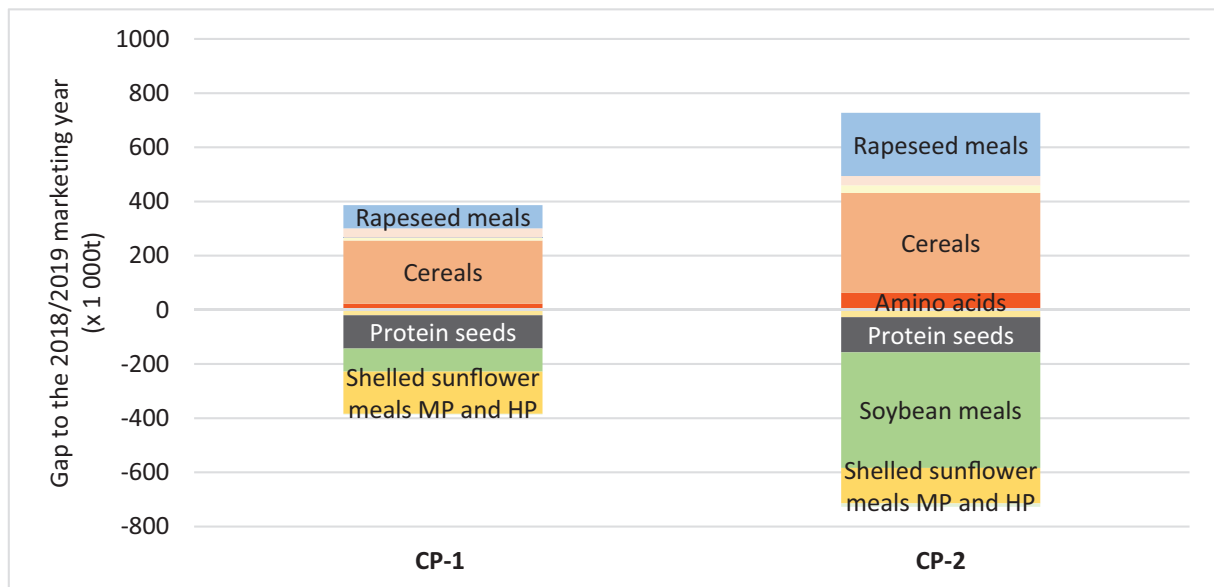 Gap to the 2018/2019 marketing year
(x 1 000t)
1000
800
600
400
200
0
-200
-400
-600
-800
Rapeseed meals
Cereals
Protein seeds
Shelled sunflower
meals MP and HP
Rapeseed meals
Cereals
Amino acids
Protein seeds
Soybean meals
Shelled sunflower
meals MP and HP
CP-1
CP-2